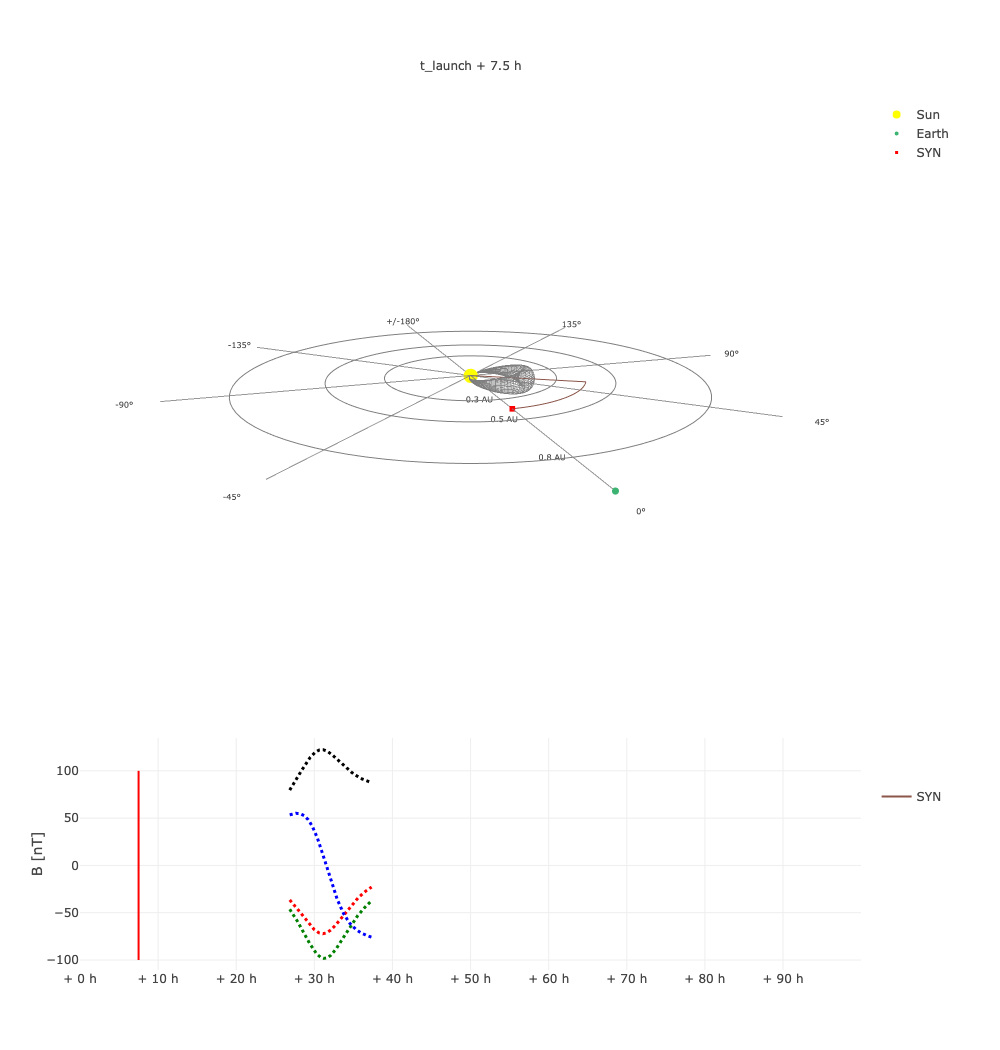 t_launch + 7.5 h
Sun
Earth
SYN
+/-180°
135°
-135°
90°
-90°
0.3 AU
0.5 AU
45°
0.8 AU
-45°
0°
100
50
0
−50
−100
B [nT]
SYN
+ 0 h
+ 10 h
+ 20 h
+ 30 h
+ 40 h
+ 50 h
+ 60 h
+ 70 h
+ 80 h
+ 90 h